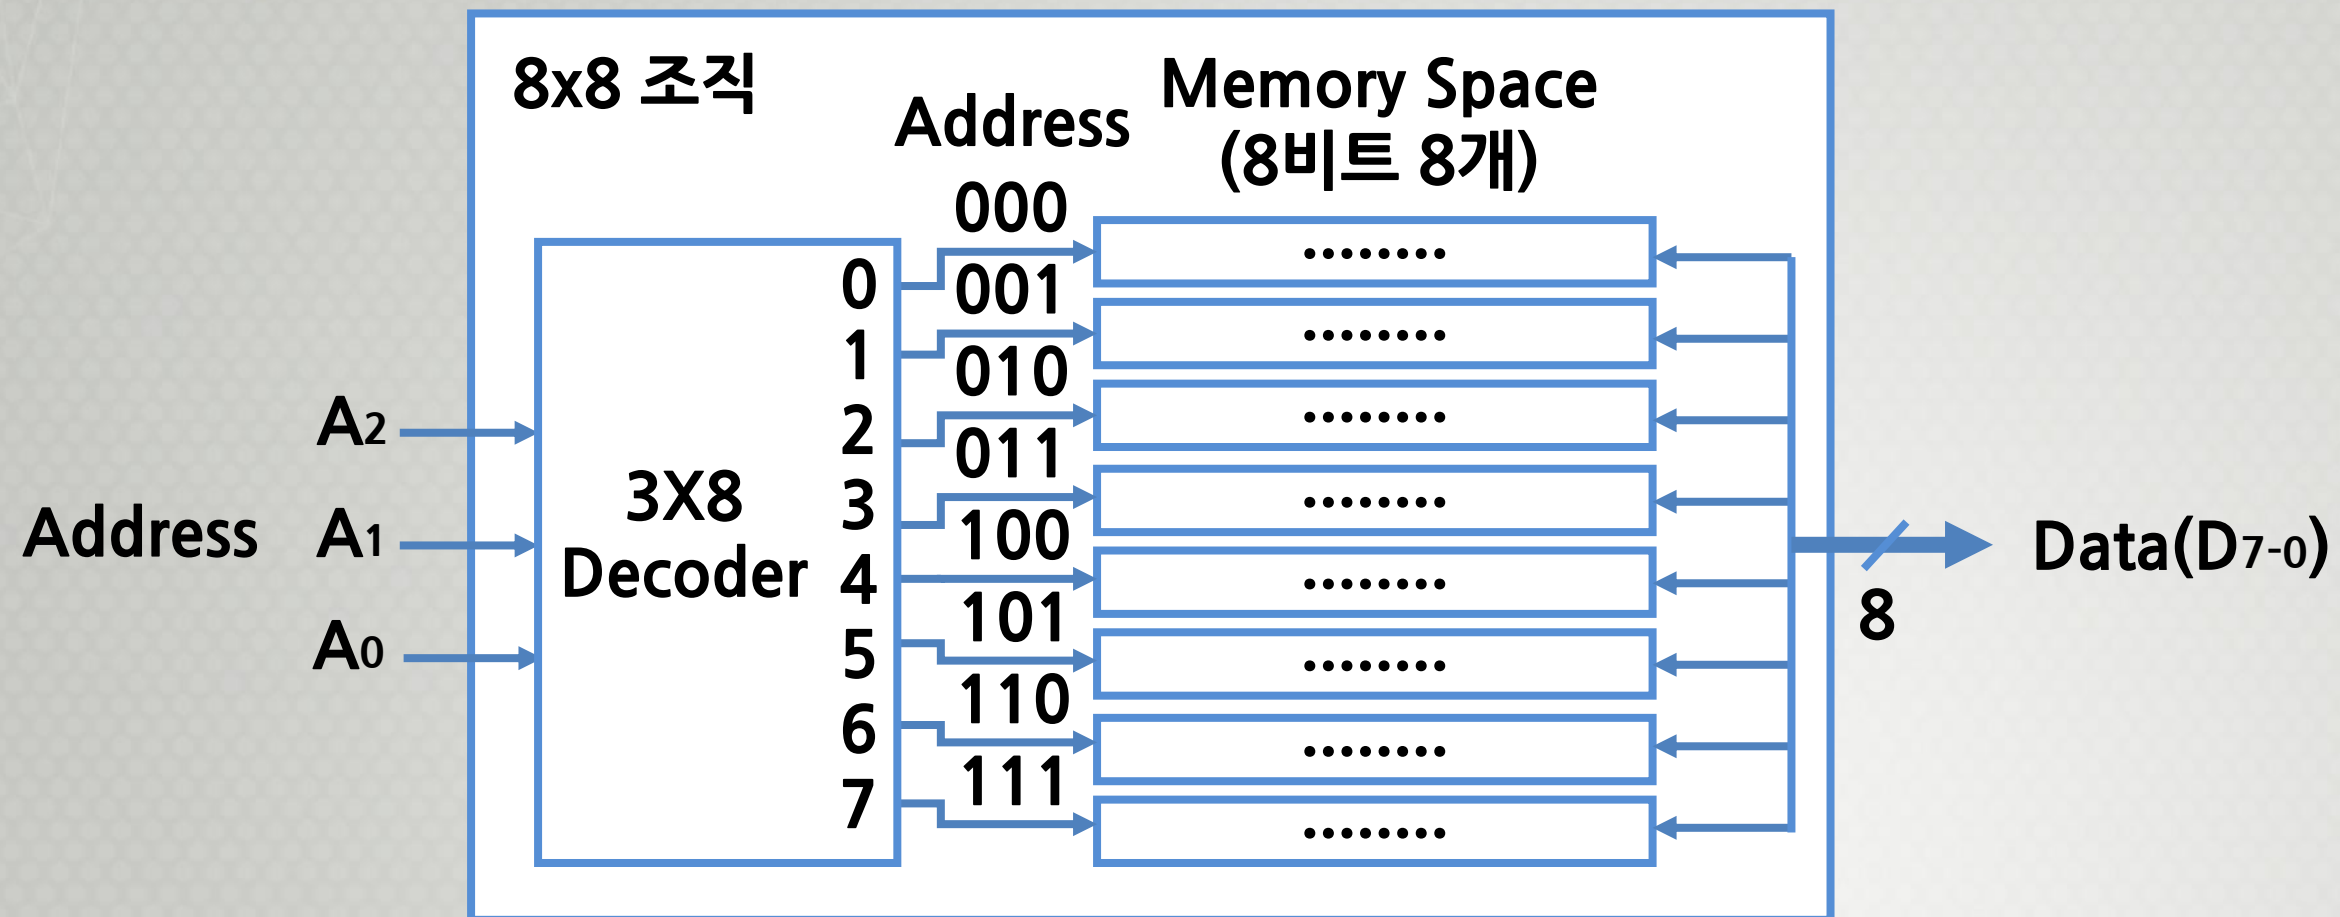 8x8 조직
Memory Space
(8비트 8개)
Address
000
001
010
011
100
101
110
111
0
1
2
3
4
5
6
7
3X8
Decoder
Address
A2
A1
A0
........
........
........
........
........
........
........
........
Data(D7-0)
8